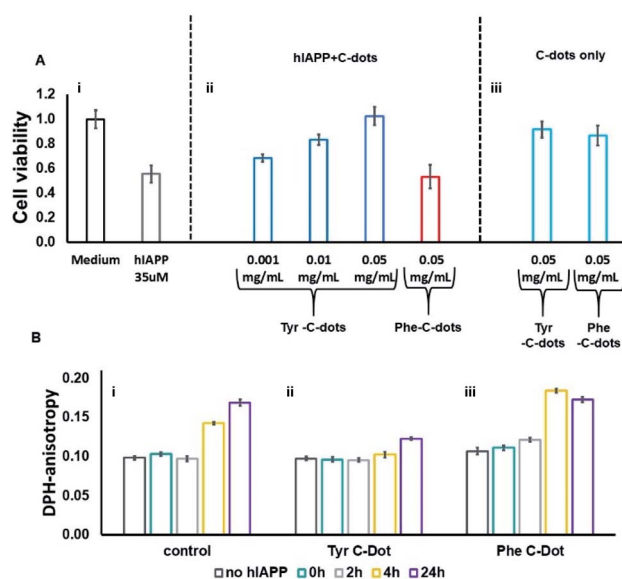 hIAPP+C-dots
C-dots only
A
i
ii
iii
Cell viability
1.2
1.0
0.8
0.6
0.4
0.2
0.0
Medium
hIAPP
35uM
0.001
mg/mL
0.01
mg/mL
0.05
mg/mL
0.05
mg/mL
0.05
mg/mL
0.05
mg/mL
Tyr -C-dots
Phe-C-dots
Tyr
-C-dots
Phe
-C-dots
B
i
ii
iii
DPH-anisotropy
0.20
0.15
0.10
0.05
0.00
control
Tyr C-Dot
Phe C-Dot
no hIAPP 0h 2h 4h 24h